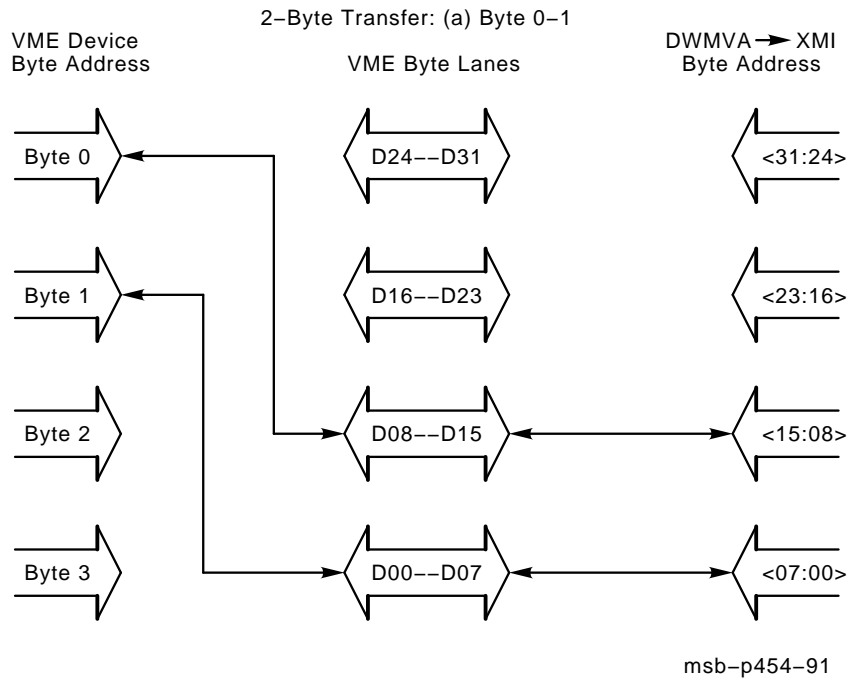 2−Byte Transfer: (a) Byte 0−1
VME Device
Byte Address
VME Byte Lanes
DWMVA → XMI
Byte Address
Byte 0
D24−−D31
<31:24>
Byte 1
D16−−D23
<23:16>
Byte 2
D08−−D15
<15:08>
Byte 3
D00−−D07
<07:00>
msb−p454−91